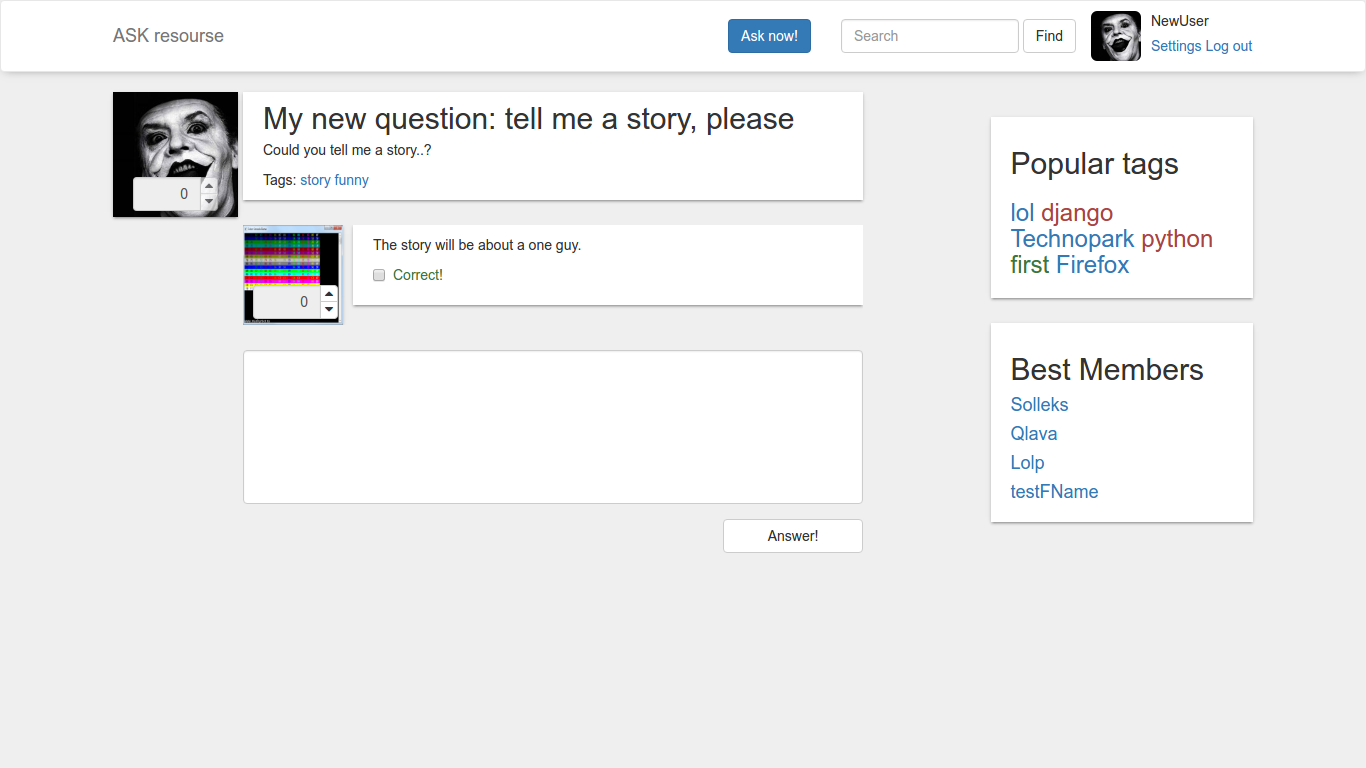 ASK resourse
Ask now!
Search
Find
NewUser
Settings Log out
My new question: tell me a story, please
Could you tell me a story..?
Tags: story funny
0
The story will be about a one guy.
Correct!
0
Answer!
Popular tags
lol django
Technopark python
first Firefox
Best Members
Solleks
Qlava
Lolp
testFName